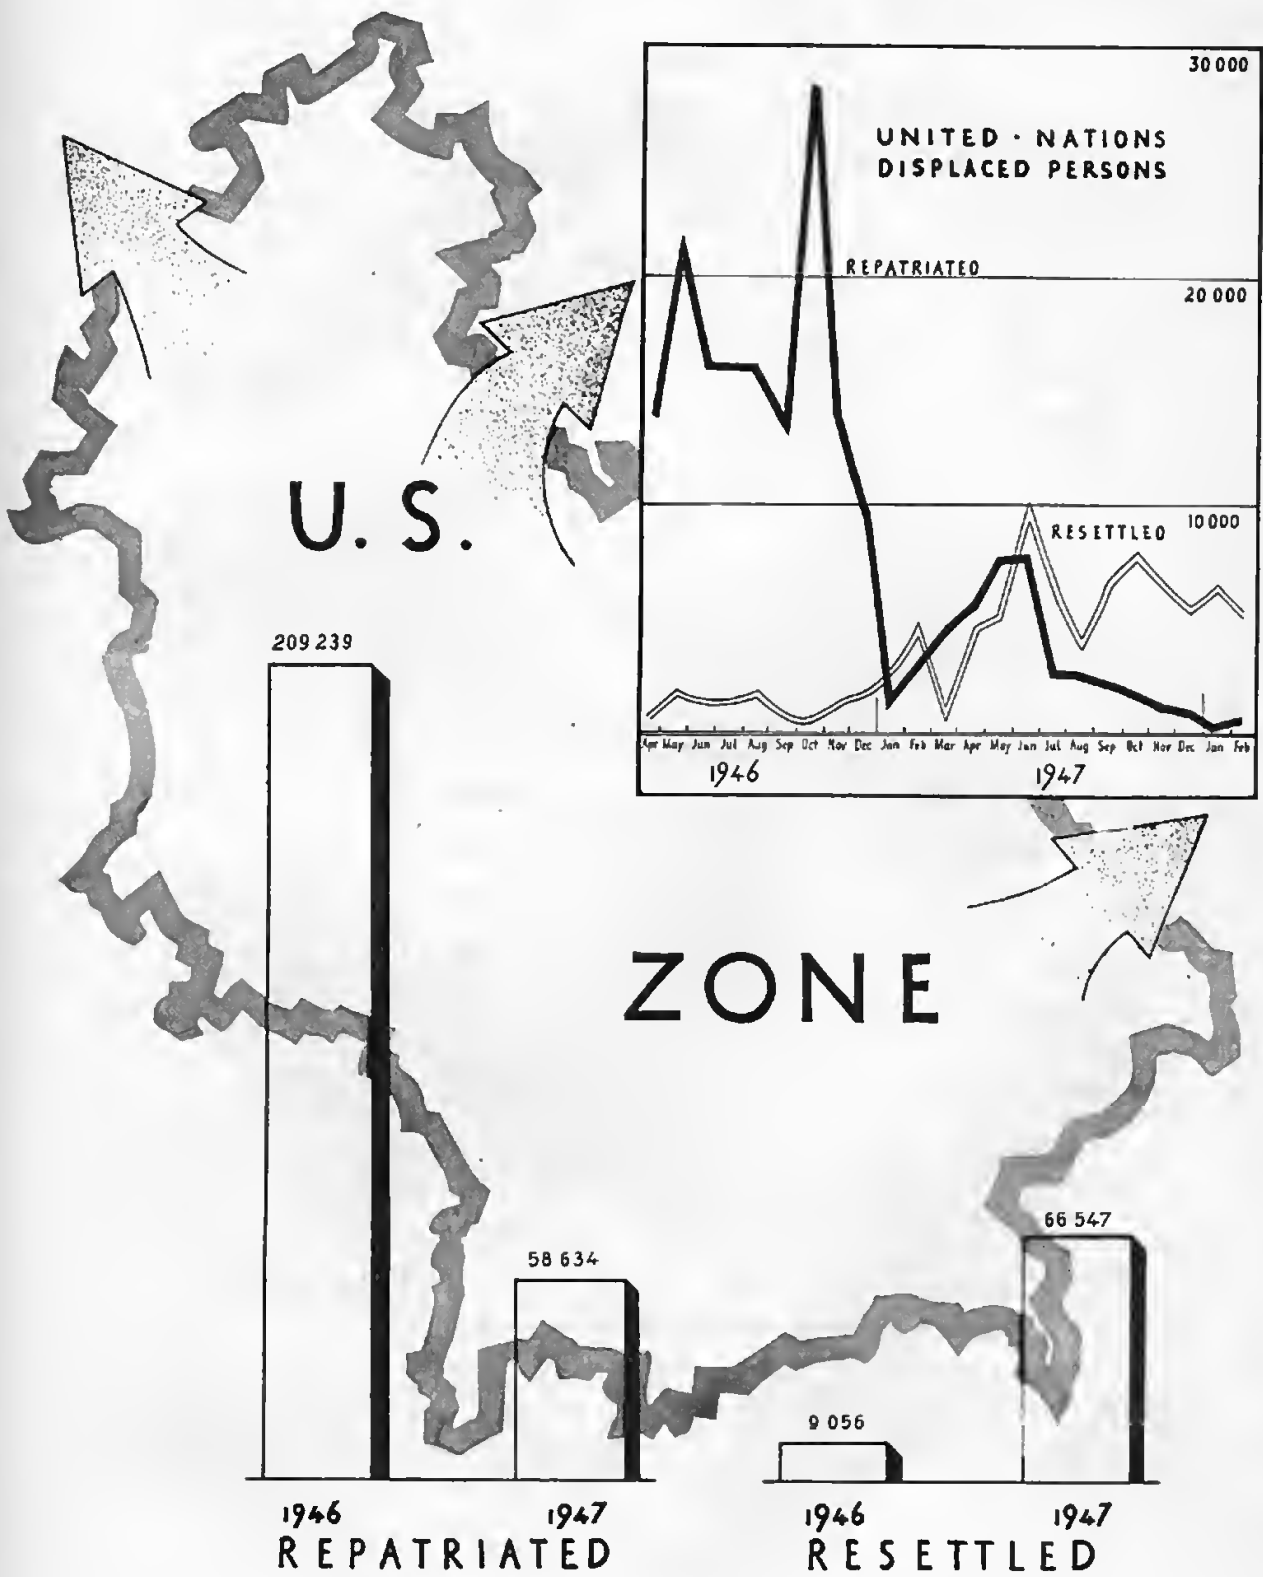 30 000
UNITED · NATIONS
DISPLACED PERSONS
REPATRIATED
20 000
10 000
RESETTLED
Apr May Jun Jul Aug Sep Oct Nov Dec Jan Feb Mar Apr May Jun Jul Aug Sep Oct Nov Dec Jan Feb
1946 1947
U. S.
ZONE
209 239
58 634
9 056
66 547
1946 1947
REPATRIATED
1946 1947
RESETTLED